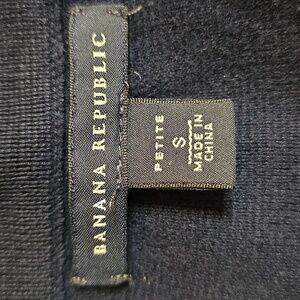 BANANA REPUBLIC
PETITE
S
MADE IN
CHINA